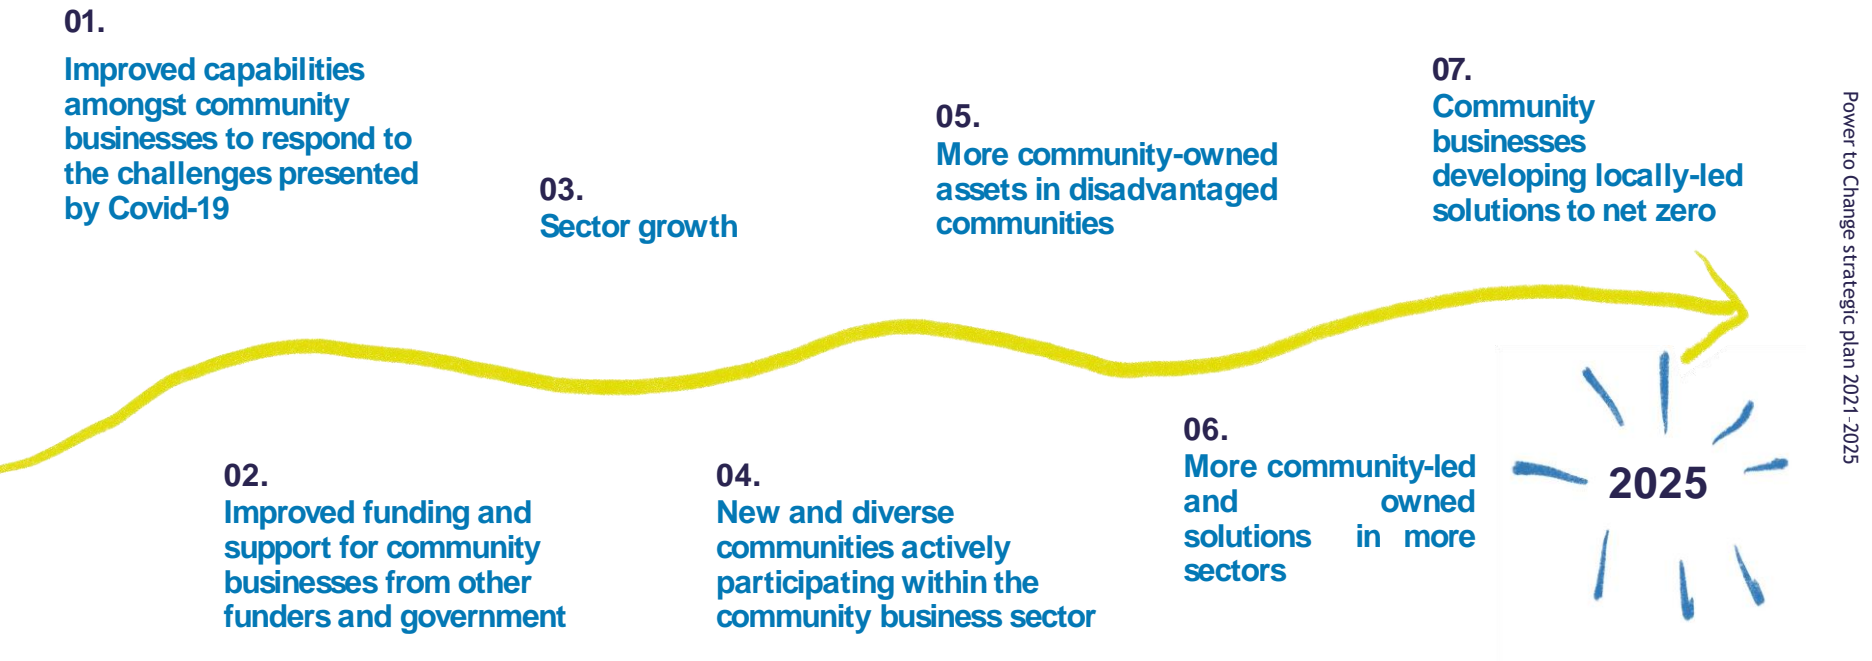 01.
Improved capabilities
amongst community
businesses to respond to
the challenges presented
by Covid-19
02.
Improved funding and
support for community
businesses from other
funders and government
03.
Sector growth
04.
New and diverse
communities actively
participating within the
community business sector
05.
More community-owned
assets in disadvantaged
communities
06.
More community-led
and owned
solutions in more
sectors
07.
Community
businesses
developing locally-led
solutions to net zero
2025
Power to Change strategic plan 2021-2025